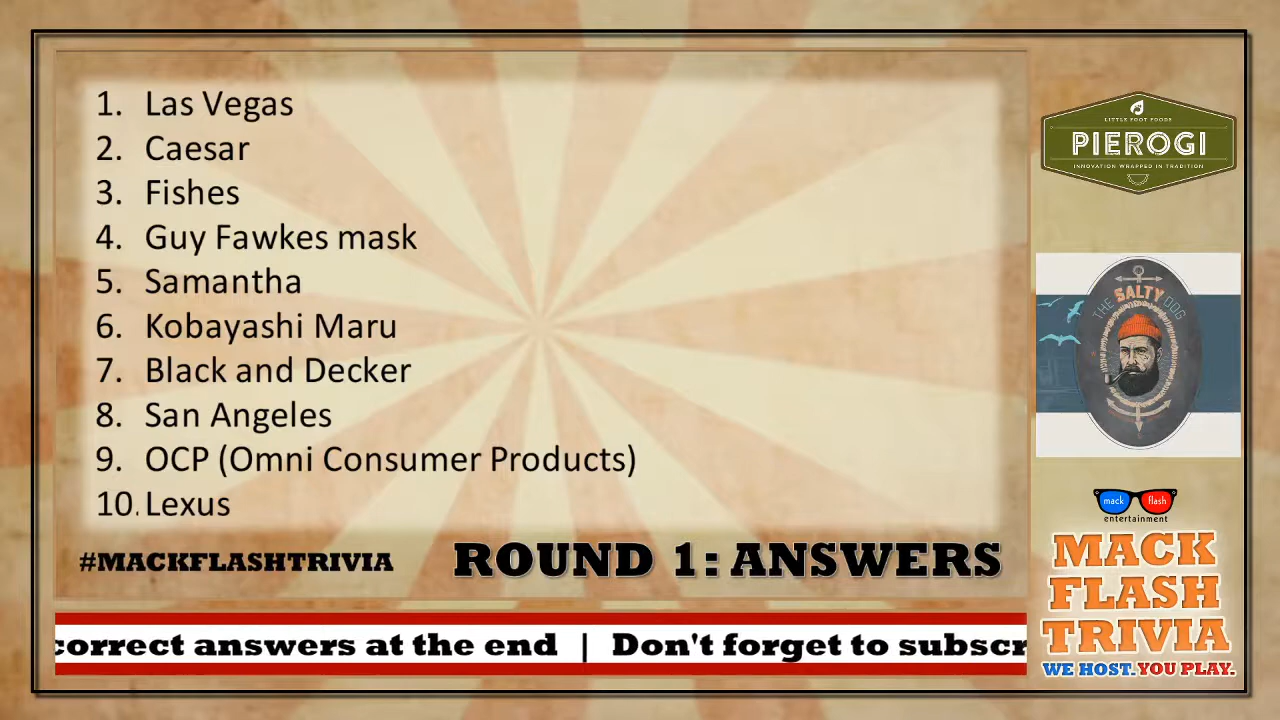 1. Las Vegas
2. Caesar
3. Fishes
4. Guy Fawkes mask
5. Samantha
6. Kobayashi Maru
7. Black and Decker
8. San Angeles
9. OCP (Omni Consumer Products)
10. Lexus
#MACKFLASHTRIVIA
ROUND 1: ANSWERS
correct answers at the end | Don't forget to subscr
LITTLE FOOT FOODS
PIEROGI
INNOVATION WRAPPED IN TRADITION
THE SALTY DOG
mack flash
entertainment
MACK
FLASH
TRIVIA
WE HOST. YOU PLAY.